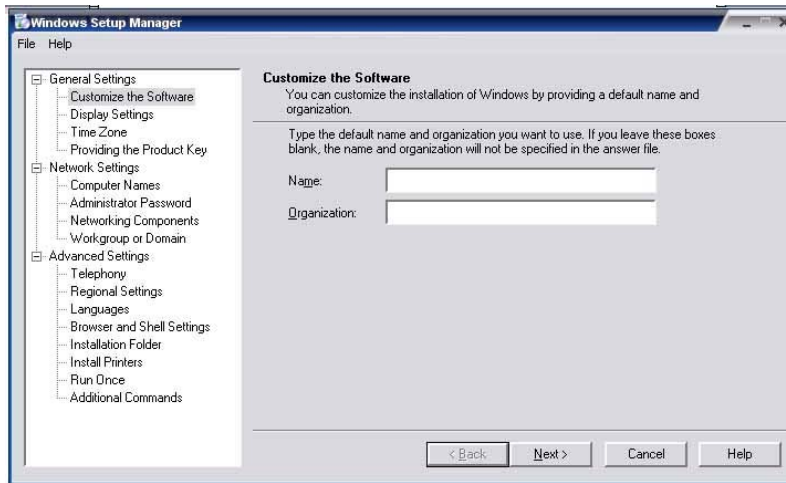 Windows Setup Manager
File Help
General Settings
Customize the Software
Display Settings
Time Zone
Providing the Product Key
Network Settings
Computer Names
Administrator Password
Networking Components
Workgroup or Domain
Advanced Settings
Telephony
Regional Settings
Languages
Browser and Shell Settings
Installation Folder
Install Printers
Run Once
Additional Commands
Customize the Software
You can customize the installation of Windows by providing a default name and
organization.
Type the default name and organization you want to use. If you leave these boxes
blank, the name and organization will not be specified in the answer file.
Name:
Organization:
< Back Next > Cancel Help